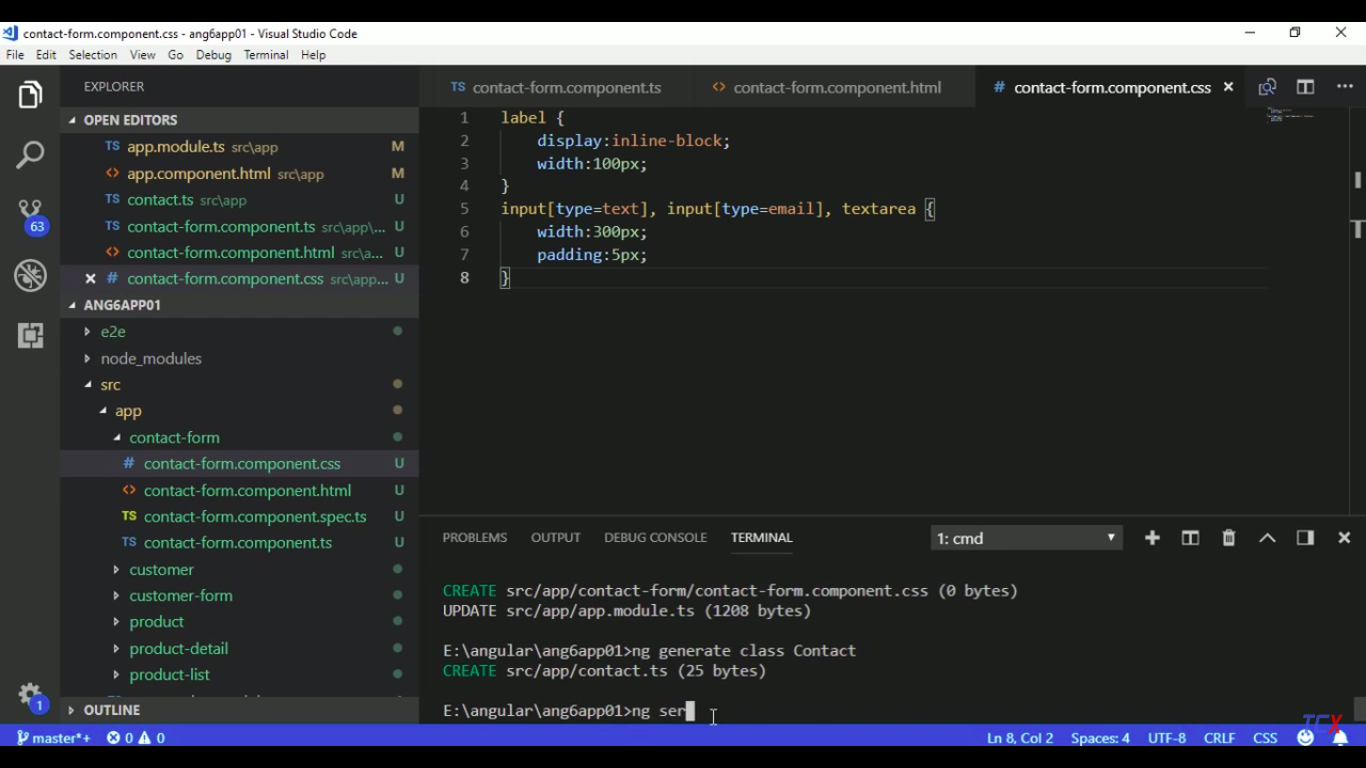 contact-form.component.css - ang6app01 - Visual Studio Code
File Edit Selection View Go Debug Terminal Help
EXPLORER
OPEN EDITORS
TS app.module.ts src\app M
<> app.component.html src\app M
TS contact.ts src\app U
TS contact-form.component.ts src\app\... U
<> contact-form.component.html src\a... U
# contact-form.component.css src\app... U
ANG6APP01
e2e
node_modules
src
app
contact-form
# contact-form.component.css U
<> contact-form.component.html U
TS contact-form.component.spec.ts U
TS contact-form.component.ts U
customer
customer-form
product
product-detail
product-list
OUTLINE
63
1
TS contact-form.component.ts <> contact-form.component.html # contact-form.component.css
1 label {
2 display:inline-block;
3 width:100px;
4 }
5 input[type=text], input[type=email], textarea {
6 width:300px;
7 padding:5px;
8 }
PROBLEMS OUTPUT DEBUG CONSOLE TERMINAL 1: cmd
CREATE src/app/contact-form/contact-form.component.css (0 bytes)
UPDATE src/app/app.module.ts (1208 bytes)
E:\angular\ang6app01>ng generate class Contact
CREATE src/app/contact.ts (25 bytes)
E:\angular\ang6app01>ng ser
master*+ 0 0 Ln 8, Col 2 Spaces: 4 UTF-8 CRLF CSS
TCX